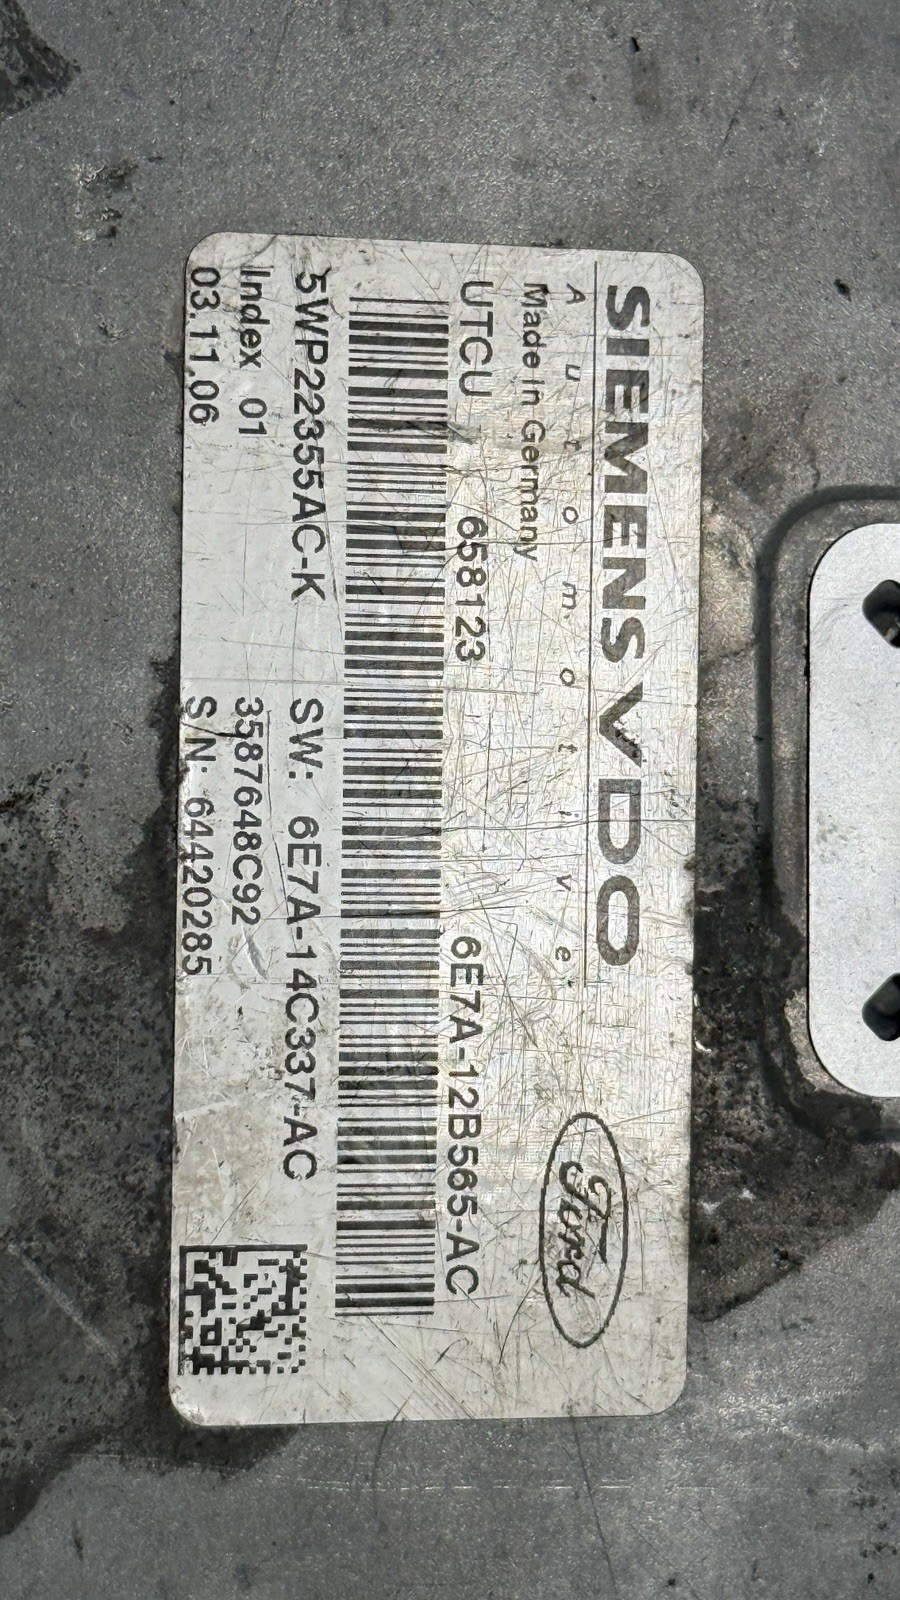 SIEMENS VDO
Automotive
Ford
Made in Germany
UTCU 658123 6E7A-12B565-AC
5WP22355AC-K SW: 6E7A-14C337-AC
Index 01 3587648C92
03.11.06 S/N: 64420285